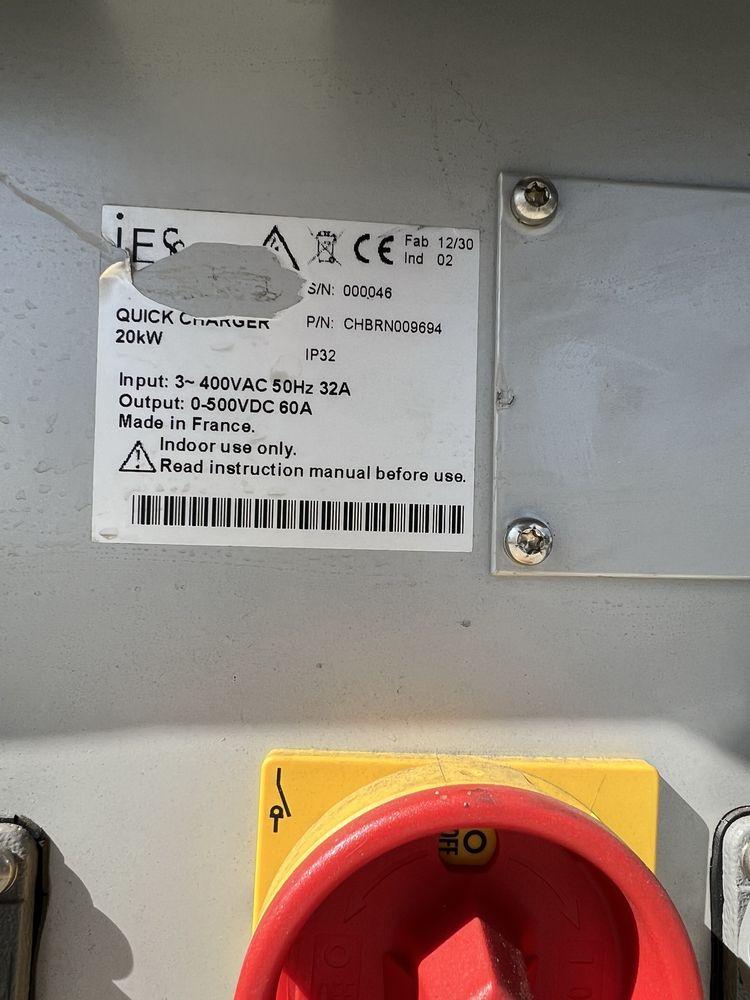 iES
CE
Fab 12/30
Ind 02
S/N: 000046
QUICK CHARGER
20kW
P/N: CHBRN009694
IP32
Input: 3~ 400VAC 50Hz 32A
Output: 0-500VDC 60A
Made in France.
Indoor use only.
Read instruction manual before use.
O
OFF